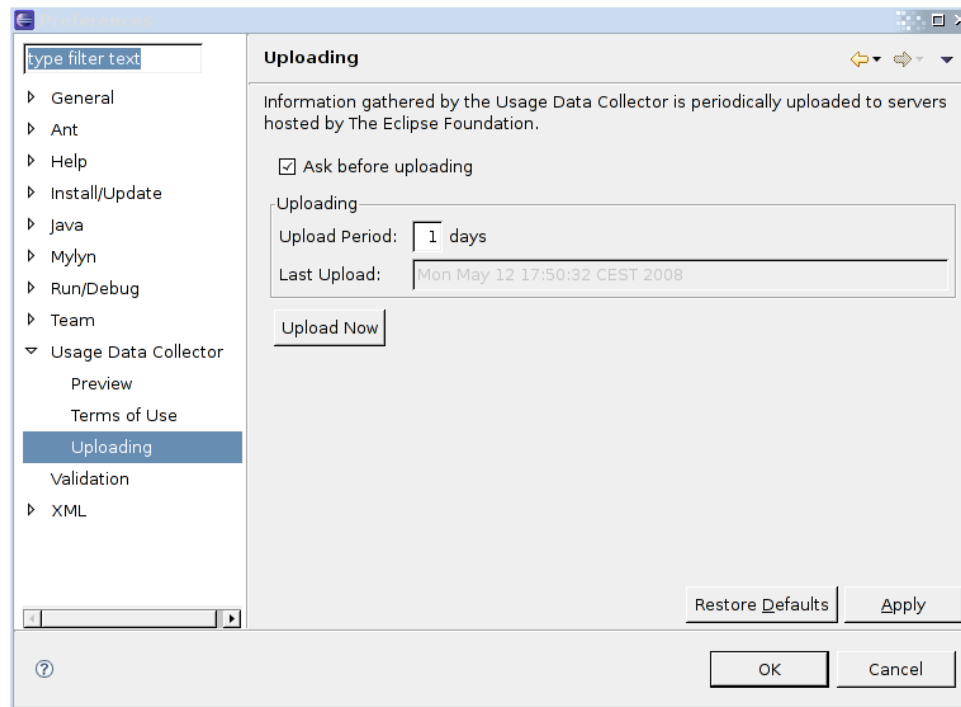 Preferences
type filter text
General
Ant
Help
Install/Update
Java
Mylyn
Run/Debug
Team
Usage Data Collector
Preview
Terms of Use
Uploading
Validation
XML
Uploading
Information gathered by the Usage Data Collector is periodically uploaded to servers
hosted by The Eclipse Foundation.
Ask before uploading
Uploading
Upload Period: 1 days
Last Upload: Mon May 12 17:50:32 CEST 2008
Upload Now
Restore Defaults Apply
OK Cancel